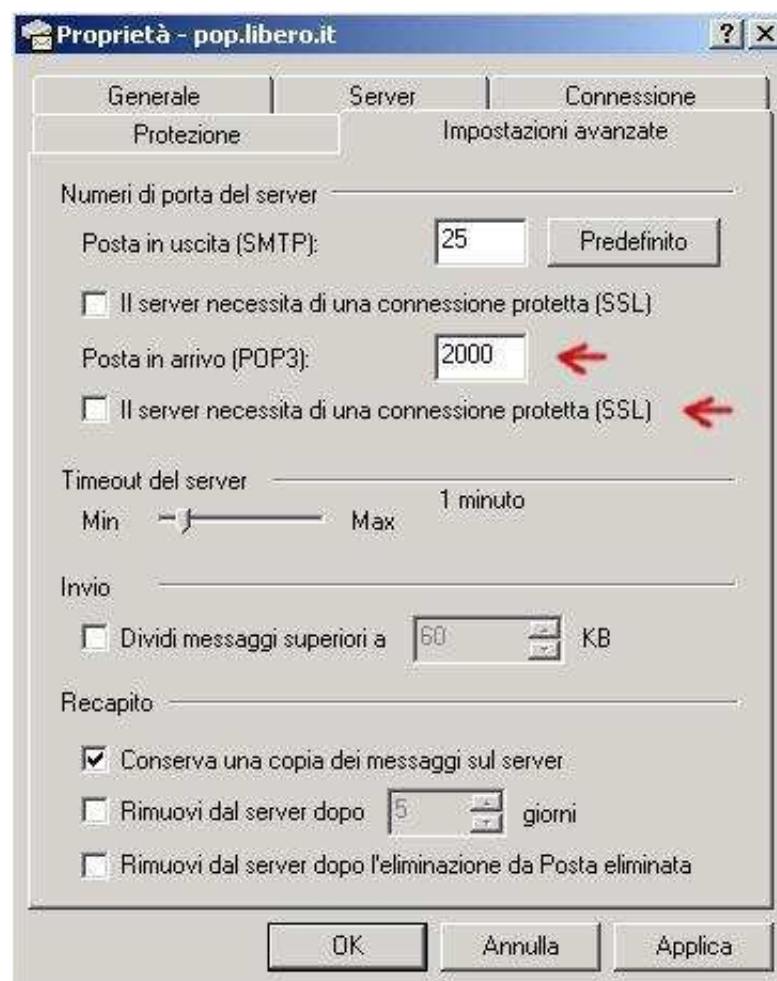 Proprietà - pop.libero.it
Generale Server Connessione
Protezione Impostazioni avanzate
Numeri di porta del server
Posta in uscita (SMTP): 25 Predefinito
Il server necessita di una connessione protetta (SSL)
Posta in arrivo (POP3): 2000
Il server necessita di una connessione protetta (SSL)
Timeout del server
Min Max 1 minuto
Invio
Dividi messaggi superiori a 60 KB
Recapito
Conserva una copia dei messaggi sul server
Rimuovi dal server dopo 5 giorni
Rimuovi dal server dopo l'eliminazione da Posta eliminata
OK Annulla Applica